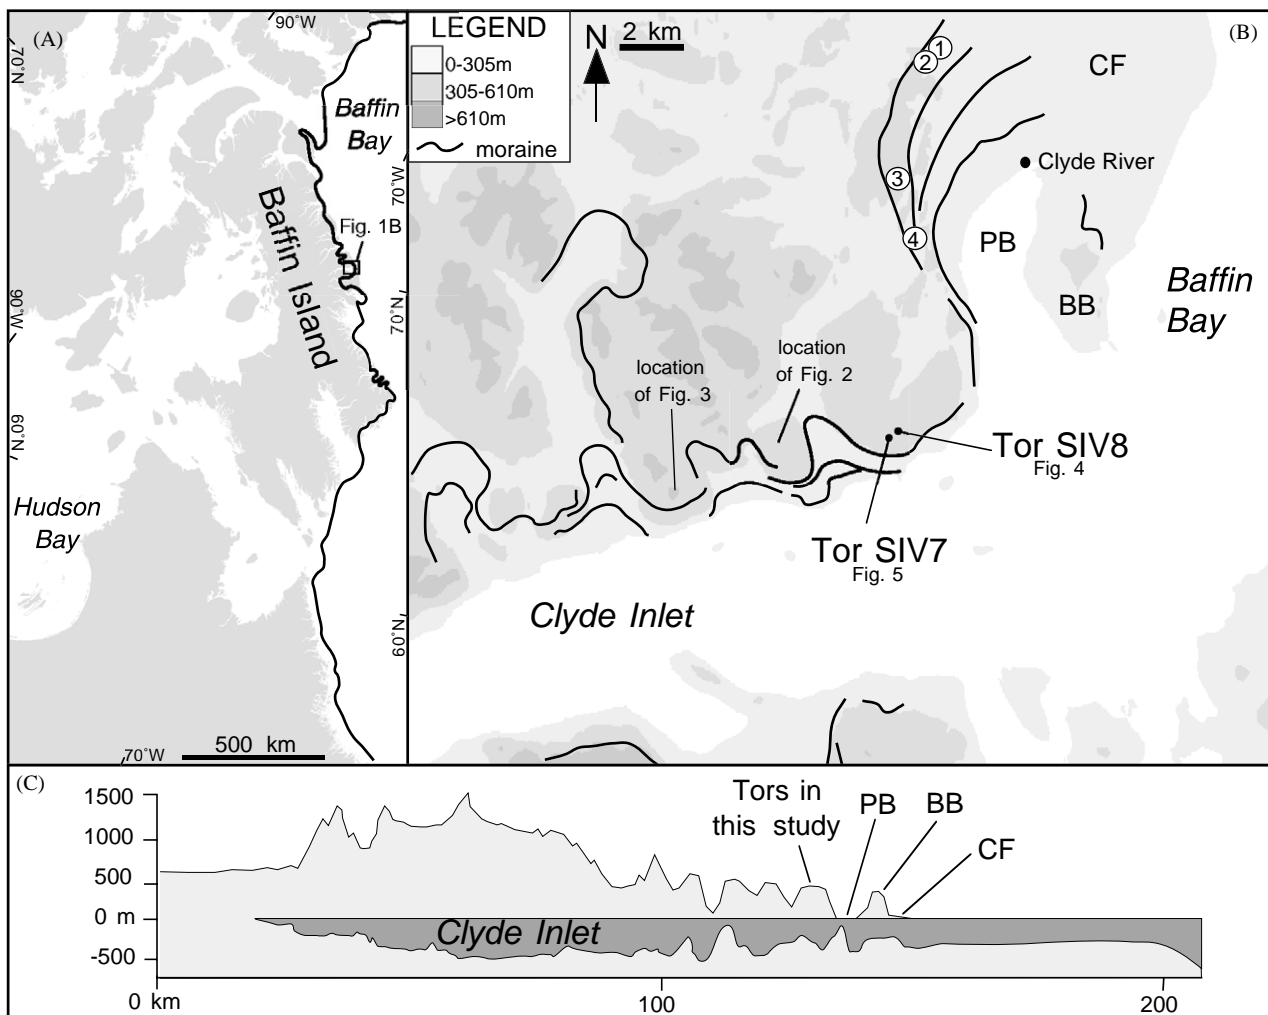 (A)
90°W
70°N
Baffin
Bay
70°W
Fig. 1B
Baffin Island
90°W
70°N
60°N
Hudson
Bay
60°N
70°W
500 km
LEGEND
0-305m
305-610m
>610m
moraine
N
2 km
(B)
1
2
CF
Clyde River
3
4
PB
BB
Baffin
Bay
location
of Fig. 2
location
of Fig. 3
Tor SIV8
Fig. 4
Tor SIV7
Fig. 5
Clyde Inlet
(C)
1500
1000
500
0 m
-500
Tors in
this study
PB
BB
CF
Clyde Inlet
0 km
100
200